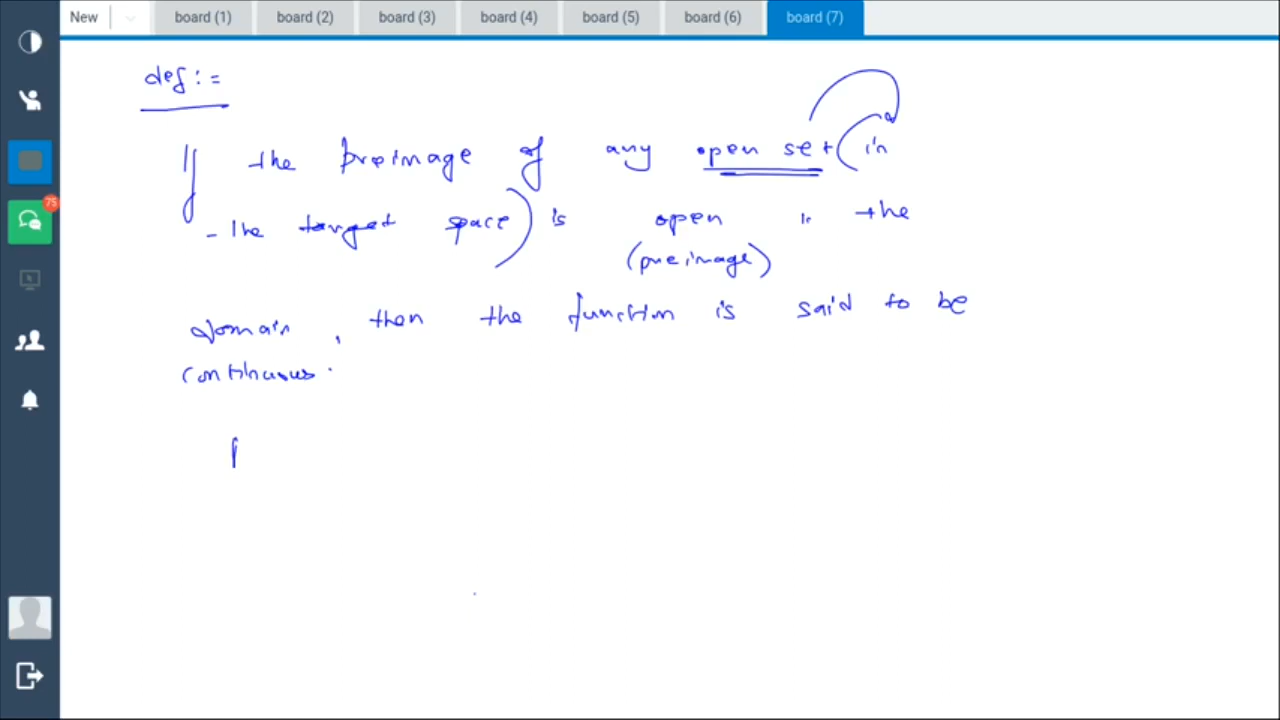 New board (1) board (2) board (3) board (4) board (5) board (6) board (7)
def :=
If the preimage of any open set (in
75
the target space) is open in the
(preimage)
domain, then the function is said to be
continuous.